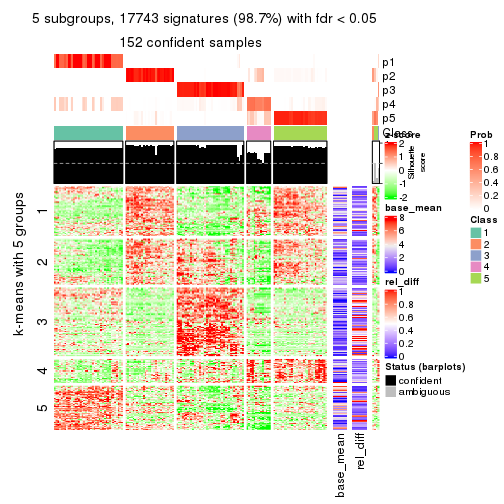 5 subgroups, 17743 signatures (98.7%) with fdr < 0.05
152 confident samples
p1
p2
p3
p4
p5
Class
z-score
2
1
0
-1
-2
Silhouette
score
Prob
1
0.8
0.6
0.4
0.2
0
base_mean
8
6
4
2
0
Class
1
2
3
4
5
rel_diff
1
0.8
0.6
0.4
0.2
0
Status (barplots)
confident
ambiguous
k-means with 5 groups
1
2
3
4
5
base_mean
rel_diff